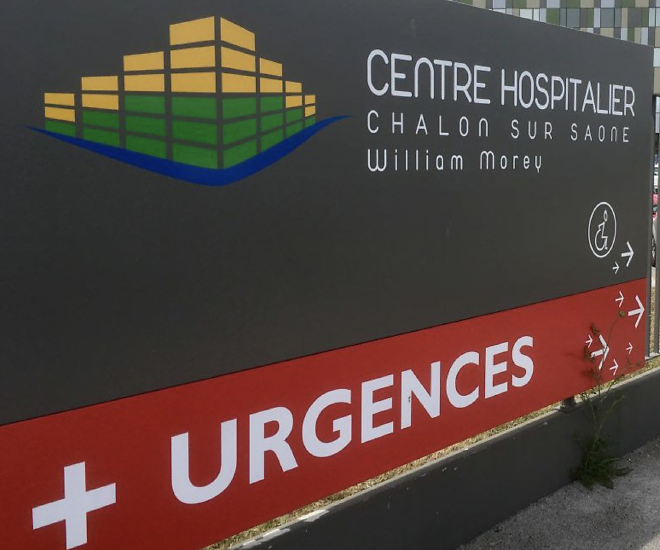 CENTRE HOSPITALIER
CHALON SUR SAONE
William Morey
+ URGENCES